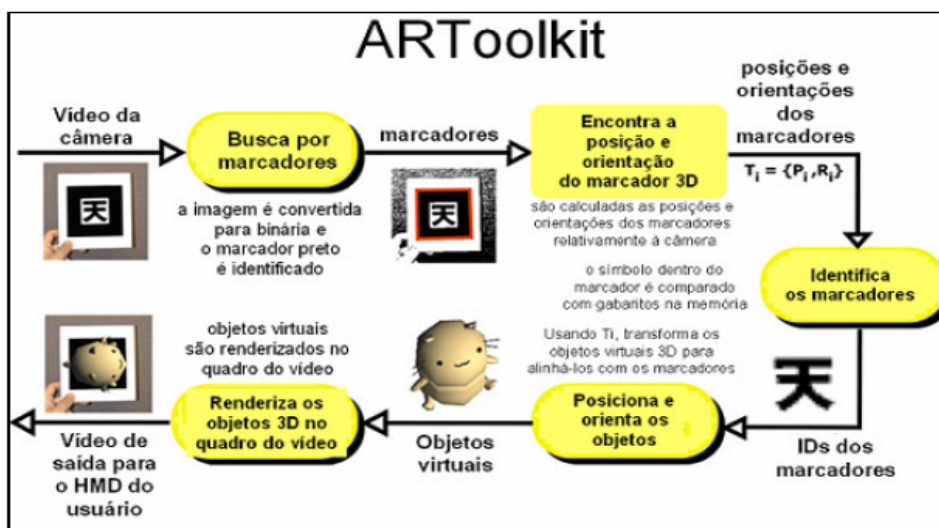 ARToolkit
Vídeo da
câmera
Busca por
marcadores
a imagem é convertida
para binária e
o marcador preto
é identificado
marcadores
Encontra a
posição e
orientação
do marcador 3D
são calculadas as posições e
orientações dos marcadores
relativamente à câmera
posições e
orientações
dos
marcadores
Tᵢ = {Pᵢ,Rᵢ}
天
天
Identifica
os marcadores
o símbolo dentro do
marcador é comparado
com gabaritos na memória
天
IDs dos
marcadores
Usando Ti, transforma os
objetos virtuais 3D para
alinhá-los com os marcadores
Posiciona e
orienta os
objetos
Objetos
virtuais
objetos virtuais
são renderizados no
quadro do vídeo
Renderiza os
objetos 3D no
quadro do vídeo
Vídeo de
saída para
o HMD do
usuário